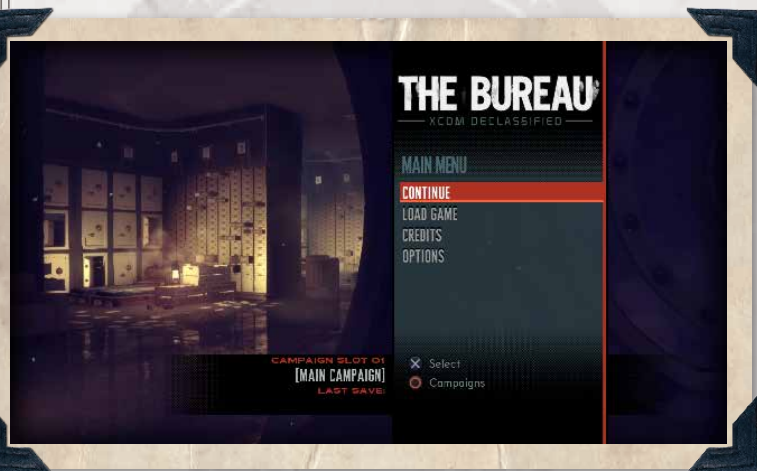 THE BUREAU
XCOM DECLASSIFIED
MAIN MENU
CONTINUE
LOAD GAME
CREDITS
OPTIONS
CAMPAIGN SLOT 01
[MAIN CAMPAIGN]
LAST SAVE:
Select
Campaigns